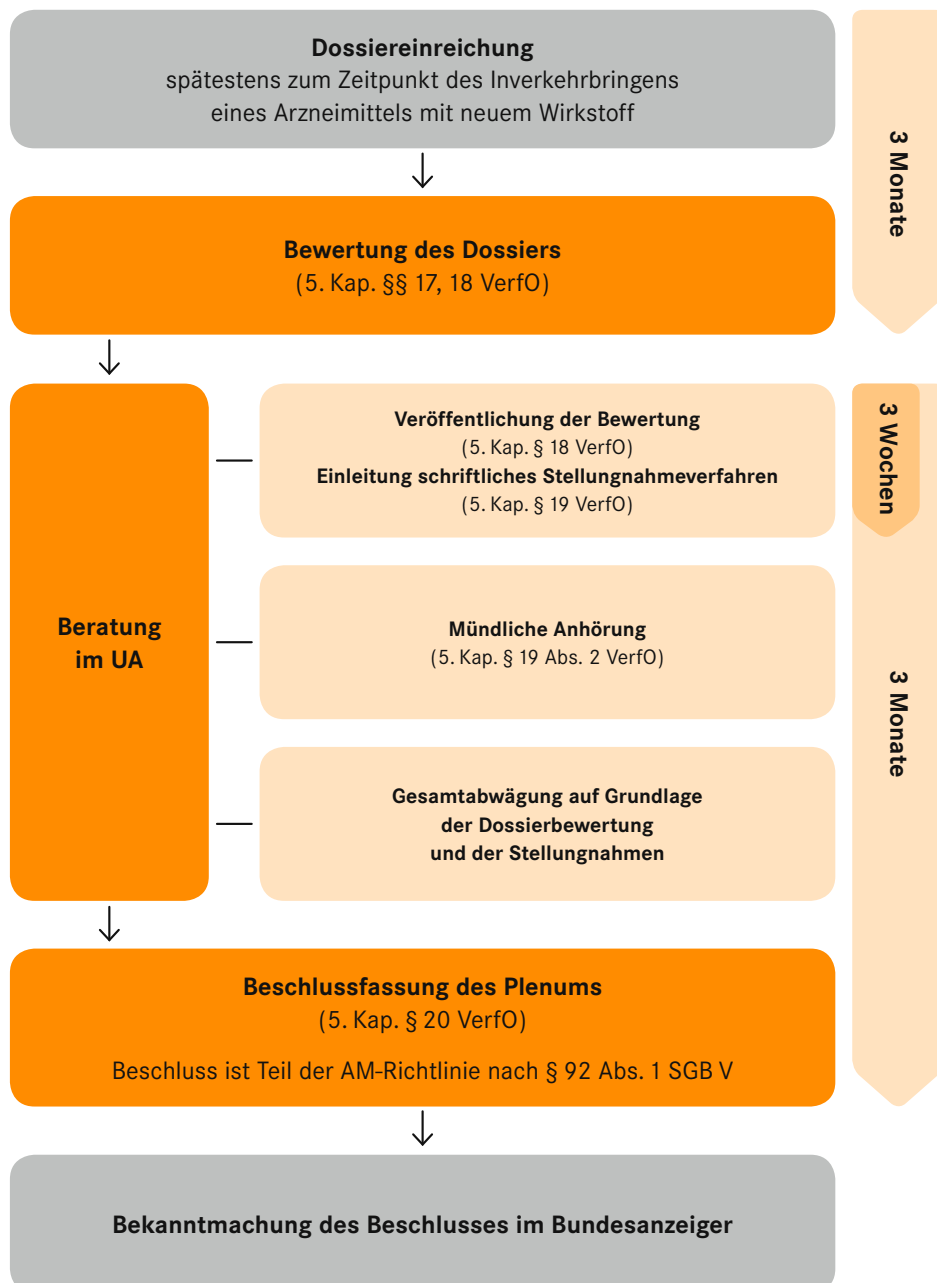 Dossiereinreichung
spätestens zum Zeitpunkt des Inverkehrbringens
eines Arzneimittels mit neuem Wirkstoff
3 Monate
Bewertung des Dossiers
(5. Kap. §§ 17, 18 VerfO)
Beratung
im UA
Veröffentlichung der Bewertung
(5. Kap. § 18 VerfO)
Einleitung schriftliches Stellungnahmeverfahren
(5. Kap. § 19 VerfO)
3 Wochen
Mündliche Anhörung
(5. Kap. § 19 Abs. 2 VerfO)
3 Monate
Gesamtabwägung auf Grundlage
der Dossierbewertung
und der Stellungnahmen
Beschlussfassung des Plenums
(5. Kap. § 20 VerfO)
Beschluss ist Teil der AM-Richtlinie nach § 92 Abs. 1 SGB V
Bekanntmachung des Beschlusses im Bundesanzeiger